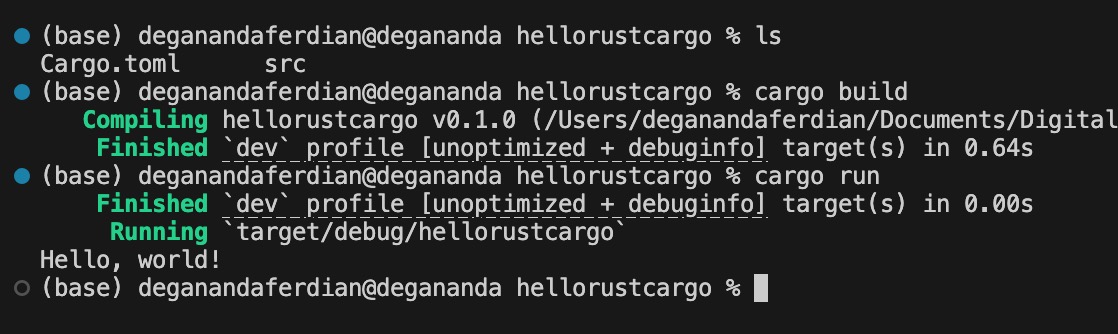 (base) deganandaferdian@degananda hellorustcargo % ls
Cargo.toml      src
(base) deganandaferdian@degananda hellorustcargo % cargo build
   Compiling hellorustcargo v0.1.0 (/Users/deganandaferdian/Documents/Digital
    Finished `dev` profile [unoptimized + debuginfo] target(s) in 0.64s
(base) deganandaferdian@degananda hellorustcargo % cargo run
    Finished `dev` profile [unoptimized + debuginfo] target(s) in 0.00s
     Running `target/debug/hellorustcargo`
Hello, world!
(base) deganandaferdian@degananda hellorustcargo %